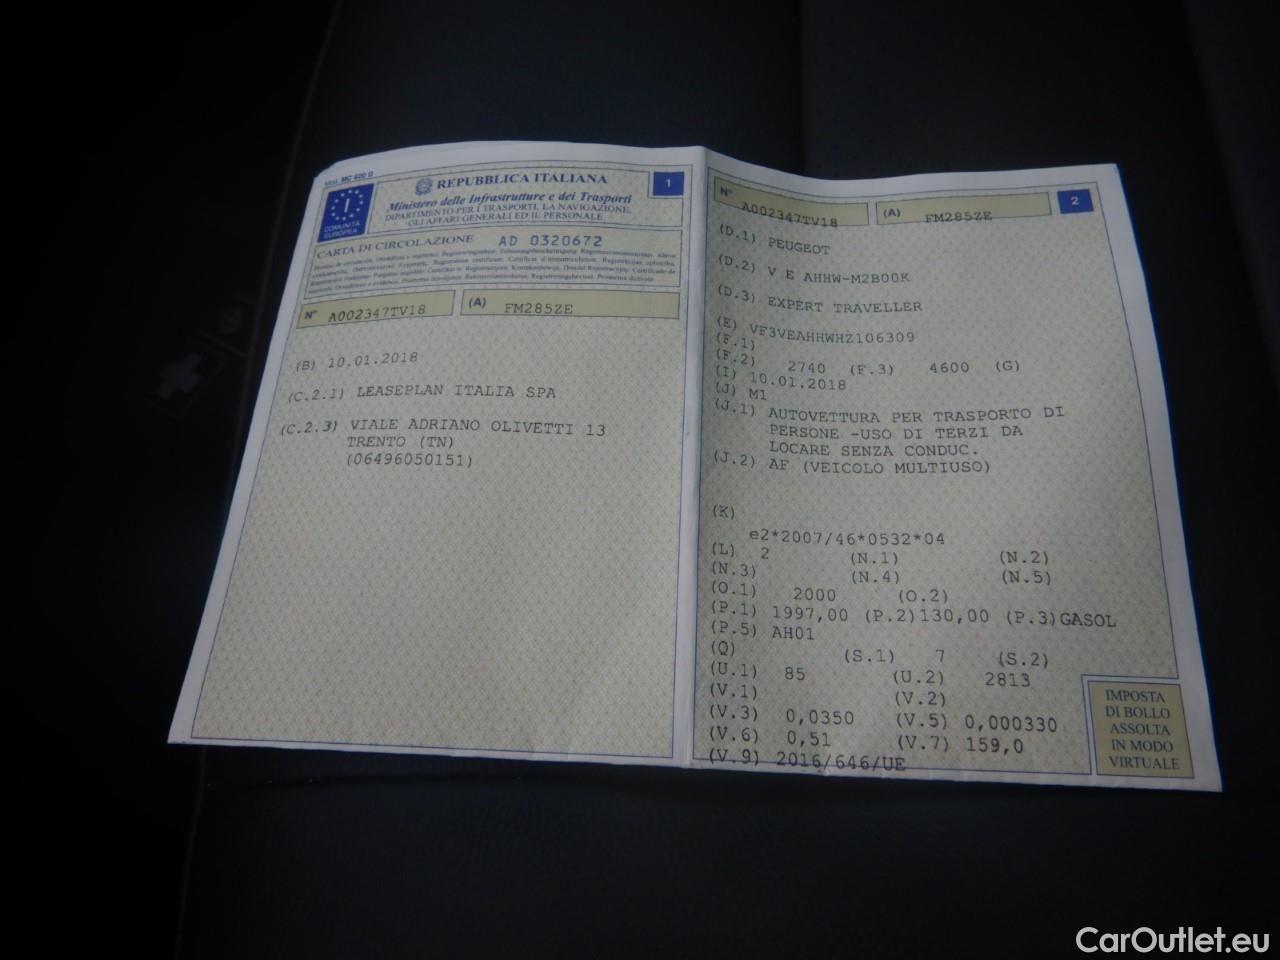 Mod. MC 820 D
COMUNITÀ
EUROPEA
REPUBBLICA ITALIANA
Ministero delle Infrastrutture e dei Trasporti
DIPARTIMENTO PER I TRASPORTI, LA NAVIGAZIONE,
GLI AFFARI GENERALI ED IL PERSONALE
1
CARTA DI CIRCOLAZIONE AD 0320672
N° A002347TV18 (A) FM285ZE
(B) 10.01.2018
(C.2.1) LEASEPLAN ITALIA SPA
(C.2.3) VIALE ADRIANO OLIVETTI 13
TRENTO (TN)
(06496050151)
N° A002347TV18 (A) FM285ZE
2
(D.1) PEUGEOT
(D.2) V E AHHW-M2B00K
(D.3) EXPERT TRAVELLER
(E) VF3VEAHHWHZ106309
(F.1)
(F.2) 2740 (F.3) 4600 (G)
(I) 10.01.2018
(J) M1
(J.1) AUTOVETTURA PER TRASPORTO DI
PERSONE -USO DI TERZI DA
LOCARE SENZA CONDUC.
(J.2) AF (VEICOLO MULTIUSO)
(K)
e2*2007/46*0532*04
(L) 2 (N.1) (N.2)
(N.3) (N.4) (N.5)
(O.1) 2000 (O.2)
(P.1) 1997,00 (P.2)130,00 (P.3)GASOL
(P.5) AH01
(Q) (S.1) 7 (S.2)
(U.1) 85 (U.2) 2813
(V.1) (V.2)
(V.3) 0,0350 (V.5) 0,000330
(V.6) 0,51 (V.7) 159,0
(V.9) 2016/646/UE
IMPOSTA
DI BOLLO
ASSOLTA
IN MODO
VIRTUALE
CarOutlet.eu